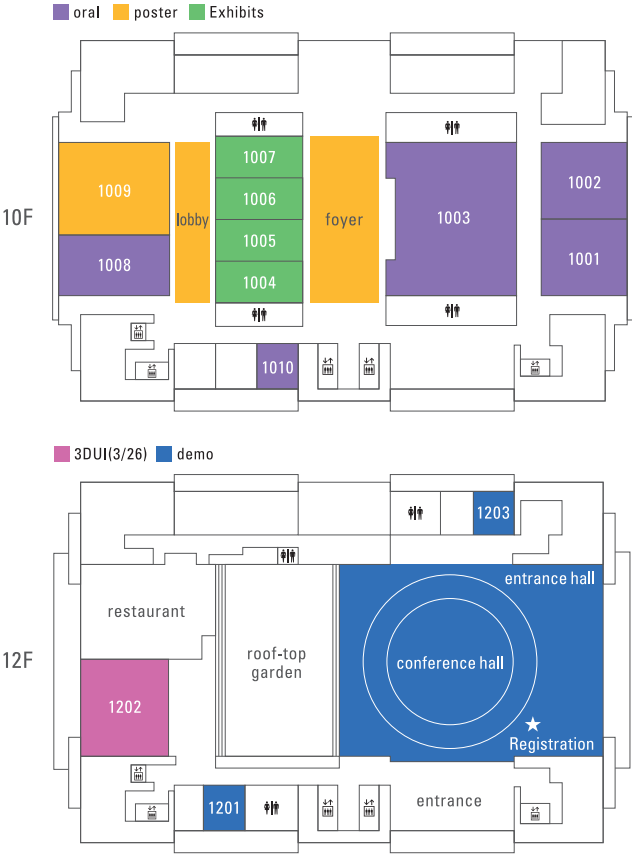 oral poster Exhibits
10F
1009
1008
lobby
1007
1006
1005
1004
foyer
1003
1002
1001
1010
3DUI(3/26) demo
12F
1203
entrance hall
restaurant
roof-top
garden
conference hall
1202
Registration
1201
entrance